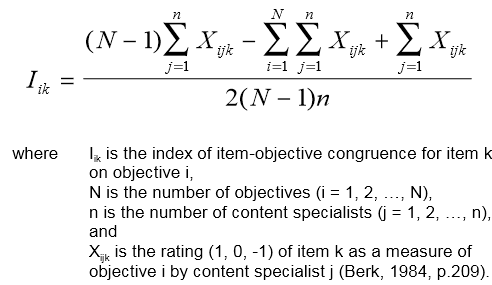 I_{ik} = \frac{(N-1)\sum_{j=1}^{n} X_{ijk} - \sum_{i=1}^{N}\sum_{j=1}^{n} X_{ijk} + \sum_{j=1}^{n} X_{ijk}}{2(N-1)n}
where I_{ik} is the index of item-objective congruence for item k
on objective i,
N is the number of objectives (i = 1, 2, …, N),
n is the number of content specialists (j = 1, 2, …, n),
and
X_{ijk} is the rating (1, 0, -1) of item k as a measure of
objective i by content specialist j (Berk, 1984, p.209).